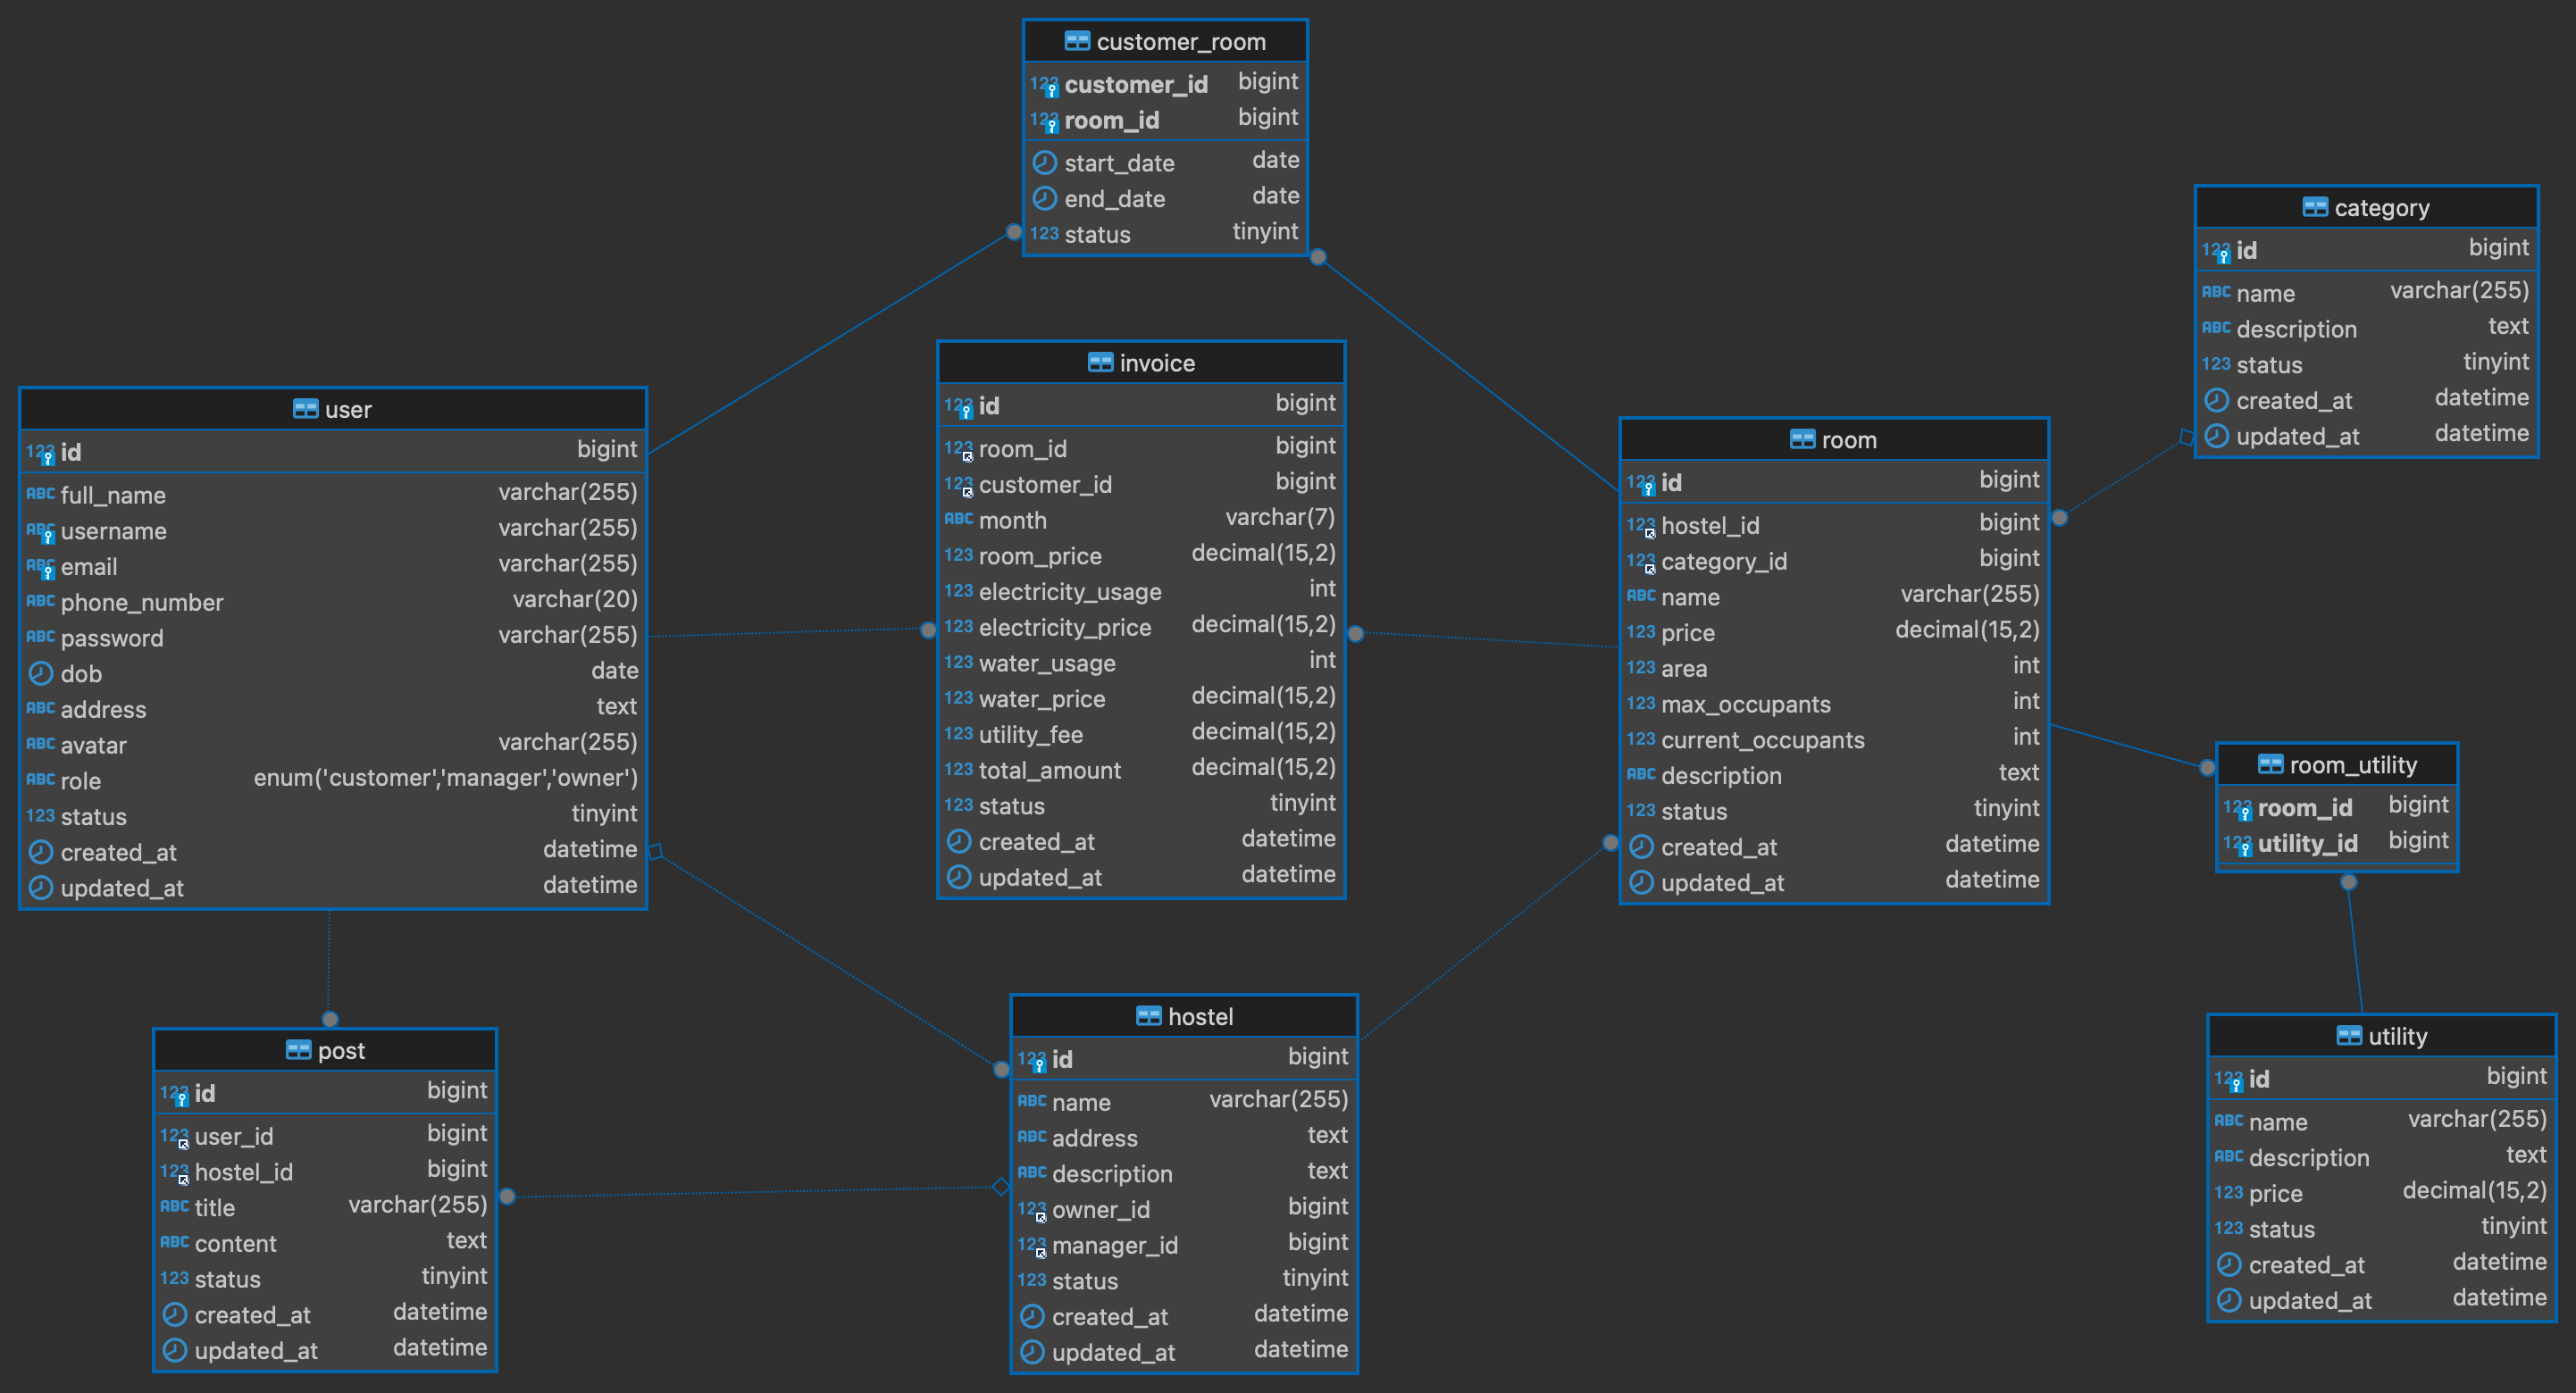 customer_room
123 customer_id bigint
123 room_id bigint
start_date date
end_date date
123 status tinyint
category
123 id bigint
ABC name varchar(255)
ABC description text
123 status tinyint
created_at datetime
updated_at datetime
invoice
123 id bigint
123 room_id bigint
123 customer_id bigint
ABC month varchar(7)
123 room_price decimal(15,2)
123 electricity_usage int
123 electricity_price decimal(15,2)
123 water_usage int
123 water_price decimal(15,2)
123 utility_fee decimal(15,2)
123 total_amount decimal(15,2)
123 status tinyint
created_at datetime
updated_at datetime
user
123 id bigint
ABC full_name varchar(255)
ABC username varchar(255)
ABC email varchar(255)
ABC phone_number varchar(20)
ABC password varchar(255)
dob date
ABC address text
ABC avatar varchar(255)
ABC role enum('customer','manager','owner')
123 status tinyint
created_at datetime
updated_at datetime
room
123 id bigint
123 hostel_id bigint
123 category_id bigint
ABC name varchar(255)
123 price decimal(15,2)
123 area int
123 max_occupants int
123 current_occupants int
ABC description text
123 status tinyint
created_at datetime
updated_at datetime
room_utility
123 room_id bigint
123 utility_id bigint
post
123 id bigint
123 user_id bigint
123 hostel_id bigint
ABC title varchar(255)
ABC content text
123 status tinyint
created_at datetime
updated_at datetime
hostel
123 id bigint
ABC name varchar(255)
ABC address text
ABC description text
123 owner_id bigint
123 manager_id bigint
123 status tinyint
created_at datetime
updated_at datetime
utility
123 id bigint
ABC name varchar(255)
ABC description text
123 price decimal(15,2)
123 status tinyint
created_at datetime
updated_at datetime